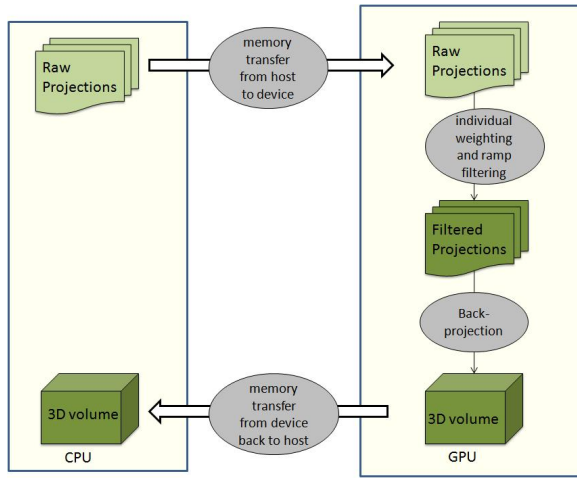 Raw
Projections
memory
transfer
from host
to device
Raw
Projections
individual
weighting
and ramp
filtering
Filtered
Projections
Back-
projection
3D volume
CPU
memory
transfer
from device
back to host
3D volume
GPU